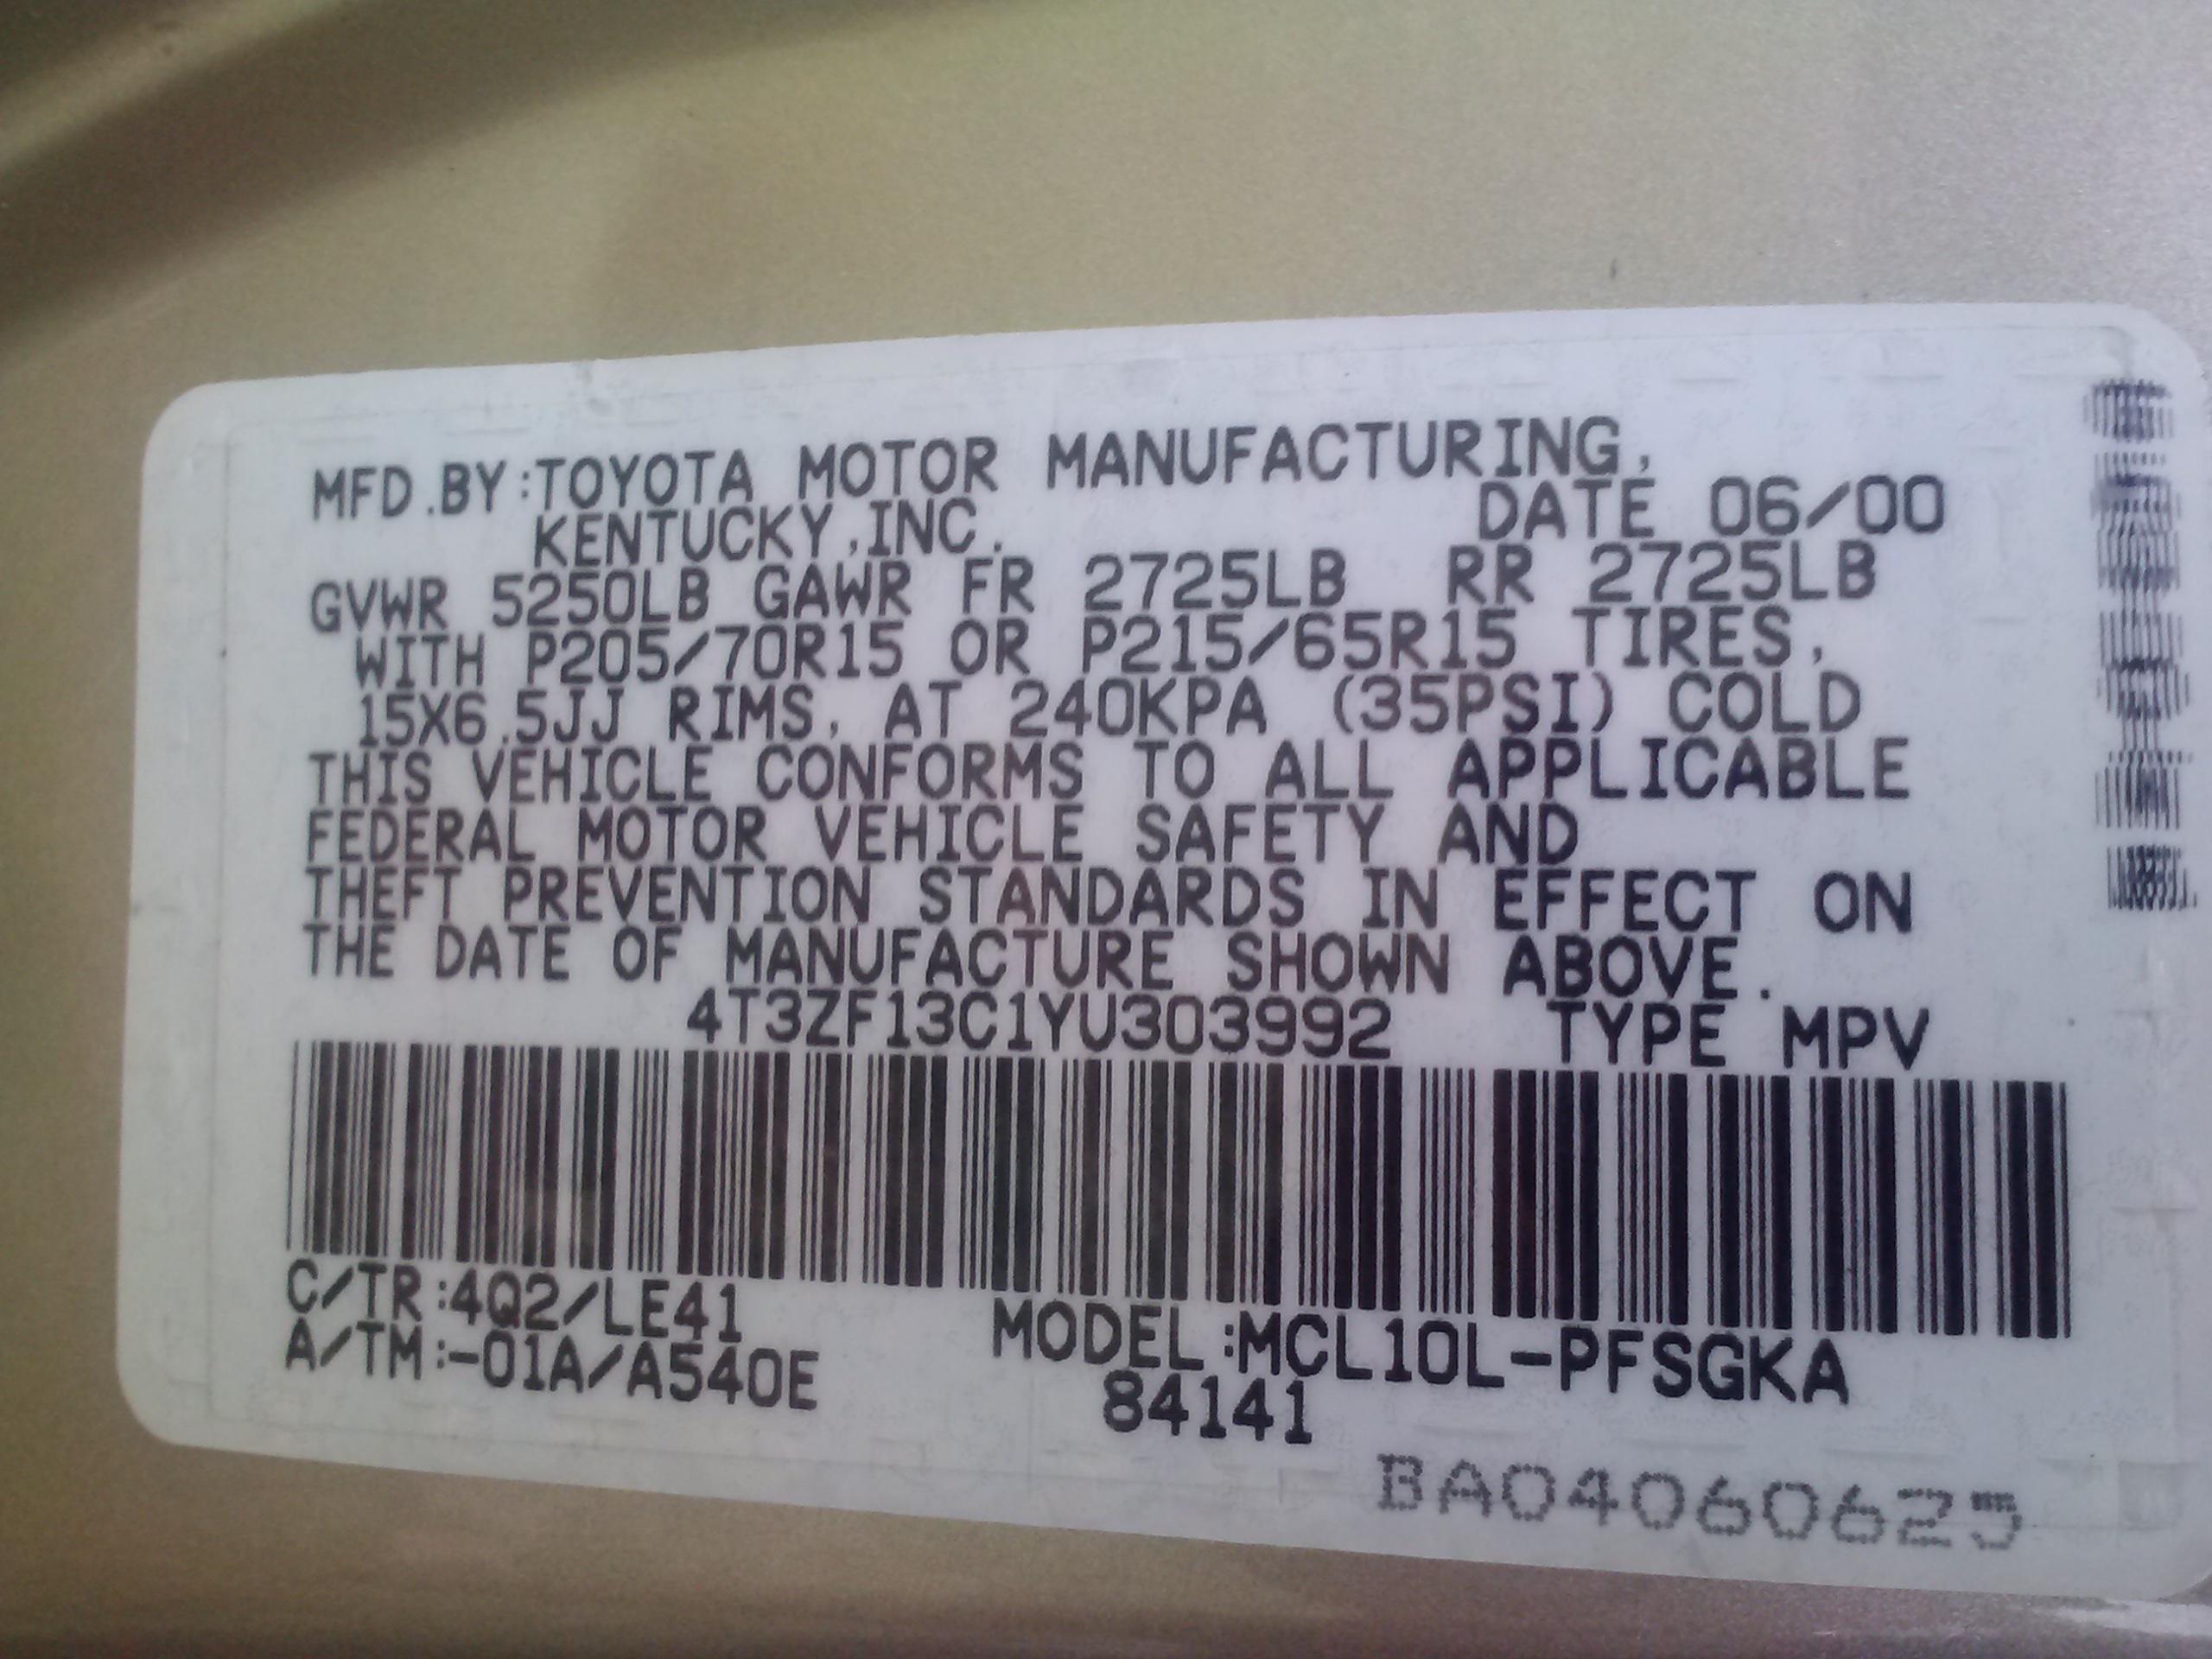 MFD.BY:TOYOTA MOTOR MANUFACTURING,
KENTUCKY,INC. DATE 06/00
GVWR 5250LB GAWR FR 2725LB RR 2725LB
WITH P205/70R15 OR P215/65R15 TIRES,
15X6.5JJ RIMS, AT 240KPA (35PSI) COLD
THIS VEHICLE CONFORMS TO ALL APPLICABLE
FEDERAL MOTOR VEHICLE SAFETY AND
THEFT PREVENTION STANDARDS IN EFFECT ON
THE DATE OF MANUFACTURE SHOWN ABOVE.
4T3ZF13C1YU303992 TYPE MPV
C/TR:4Q2/LE41 MODEL:MCL10L-PFSGKA
A/TM:-01A/A540E 84141
BA04060625